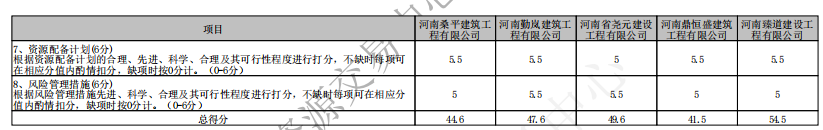 项目 河南桑平建筑工程有限公司 河南勤岚建筑工程有限公司 河南省尧元建设工程有限公司 河南鼎恒盛建筑工程有限公司 河南臻道建设工程有限公司
7、资源配备计划(6分)
根据资源配备计划的合理、先进、科学、合理及其可行性程度进行打分，不缺时每项可
在相应分值内酌情扣分，缺项时按0分计。（0-6分） 5.5 5.5 5 5.5 5.5
8、风险管理措施(6分)
根据风险管理措施先进、科学、合理及其可行性程度进行打分，不缺时每项可在相应分
值内酌情扣分，缺项时按0分计。（0-6分） 5 5.5 5.5 5 5
总得分 44.6 47.6 49.6 41.5 54.5
资源交易中心
中心